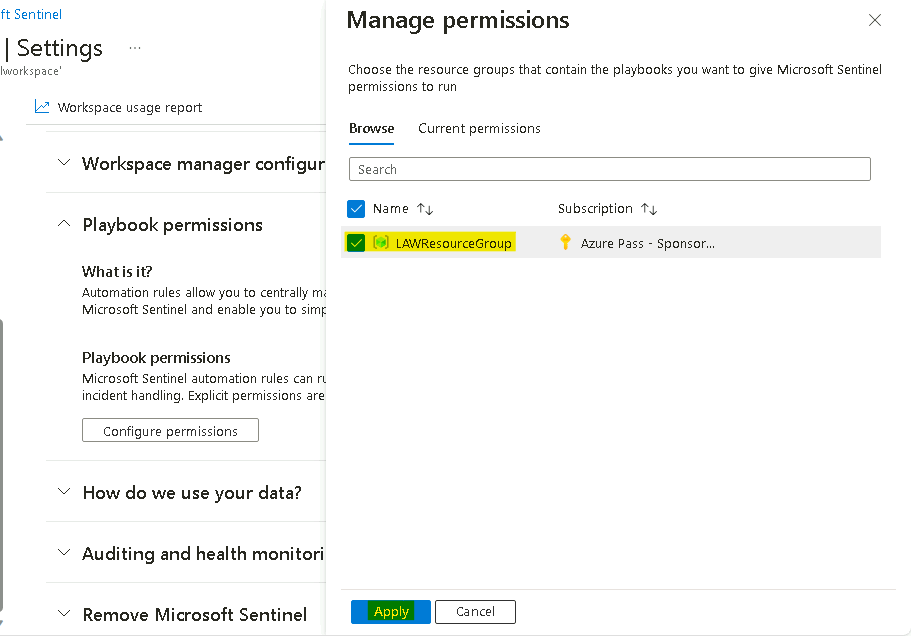 ft Sentinel
| Settings ...
lworkspace'
Workspace usage report
Workspace manager configur
Playbook permissions
What is it?
Automation rules allow you to centrally ma
Microsoft Sentinel and enable you to simp
Playbook permissions
Microsoft Sentinel automation rules can ru
incident handling. Explicit permissions are
Configure permissions
How do we use your data?
Auditing and health monitori
Remove Microsoft Sentinel
Manage permissions
Choose the resource groups that contain the playbooks you want to give Microsoft Sentinel
permissions to run
Browse Current permissions
Search
Name Subscription
LAWResourceGroup Azure Pass - Sponsor...
Apply Cancel